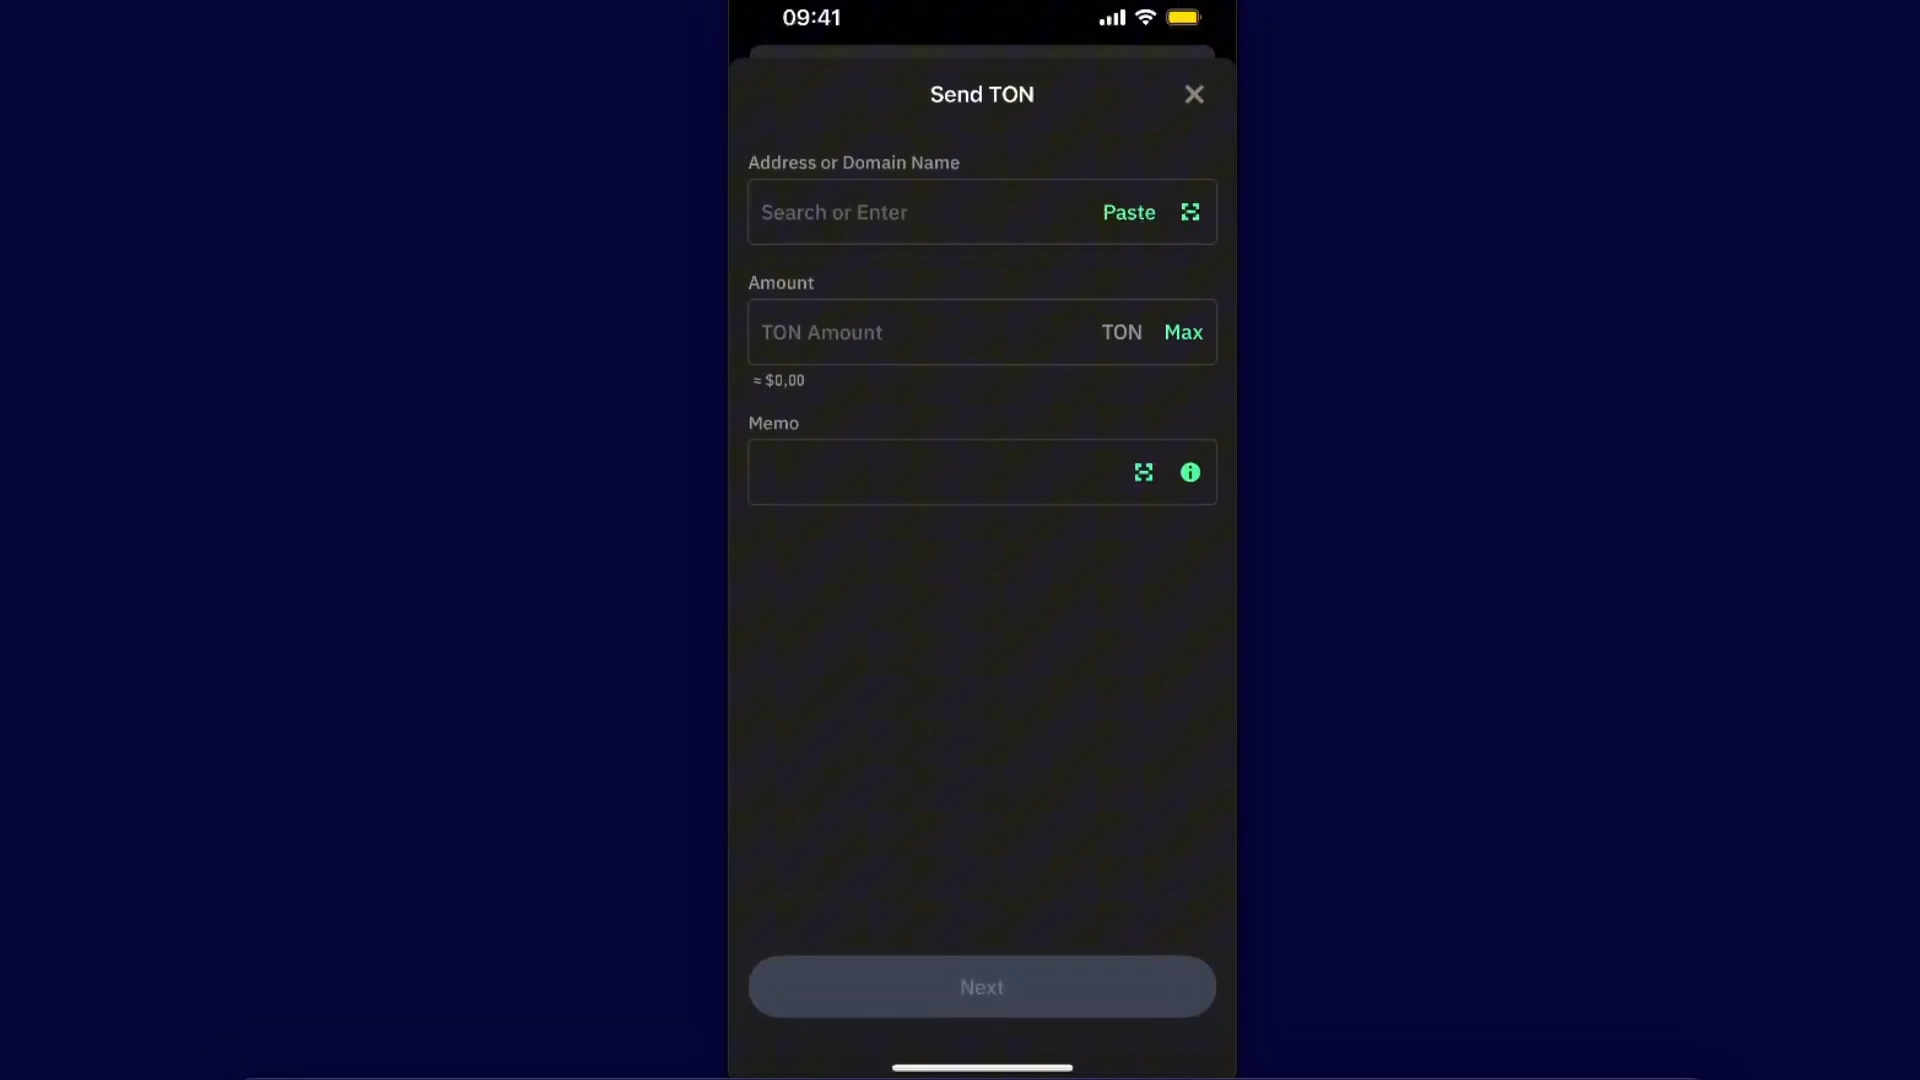 09:41
Send TON
Address or Domain Name
Search or Enter Paste
Amount
TON Amount TON Max
≈ $0,00
Memo
Next